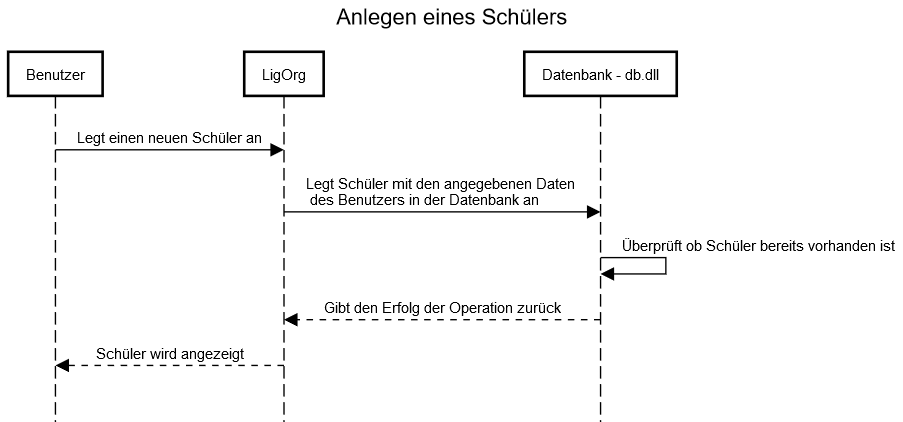 Anlegen eines Schülers
Benutzer
LigOrg
Datenbank - db.dll
Legt einen neuen Schüler an
Legt Schüler mit den angegebenen Daten
des Benutzers in der Datenbank an
Überprüft ob Schüler bereits vorhanden ist
Gibt den Erfolg der Operation zurück
Schüler wird angezeigt